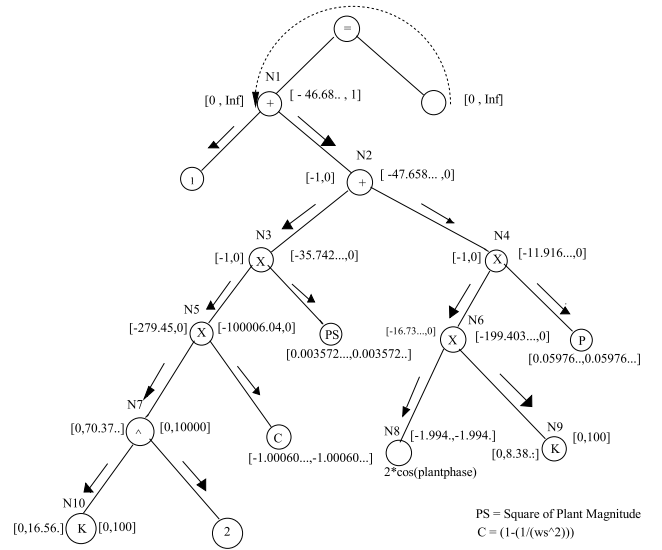 =
N1
[0 , Inf]
+
[ - 46.68.. , 1]
[0 , Inf]
1
N2
[-1,0]
+
[ -47.658... ,0]
N3
[-1,0]
X
[-35.742...,0]
N4
[-1,0]
X
[-11.916...,0]
N5
[-279.45,0]
X
[-100006.04,0]
PS
[0.003572...,0.003572..]
N6
[-16.73...,0]
X
[-199.403...,0]
P
[0.05976..,0.05976...]
N7
[0,70.37..]
^
[0,10000]
C
[-1.00060...,-1.00060...]
N8
[-1.994.,-1.994.]
2*cos(plantphase)
N9
[0,8.38.:]
K
[0,100]
N10
[0,16.56.]
K
[0,100]
2
PS = Square of Plant Magnitude
C = (1-(1/(ws^2)))